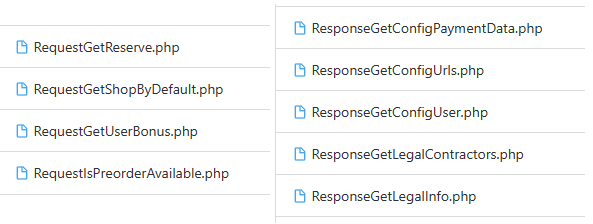 RequestGetReserve.php
RequestGetShopByDefault.php
RequestGetUserBonus.php
RequestIsPreorderAvailable.php
ResponseGetConfigPaymentData.php
ResponseGetConfigUrls.php
ResponseGetConfigUser.php
ResponseGetLegalContractors.php
ResponseGetLegalInfo.php